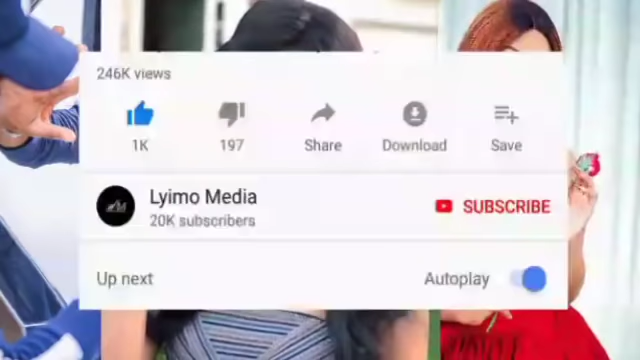 246K views
1K 197 Share Download Save
Lyimo Media SUBSCRIBE
20K subscribers
Up next Autoplay